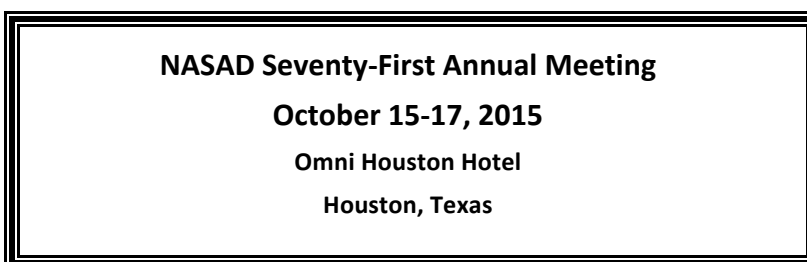 NASAD Seventy-First Annual Meeting
October 15-17, 2015
Omni Houston Hotel
Houston, Texas